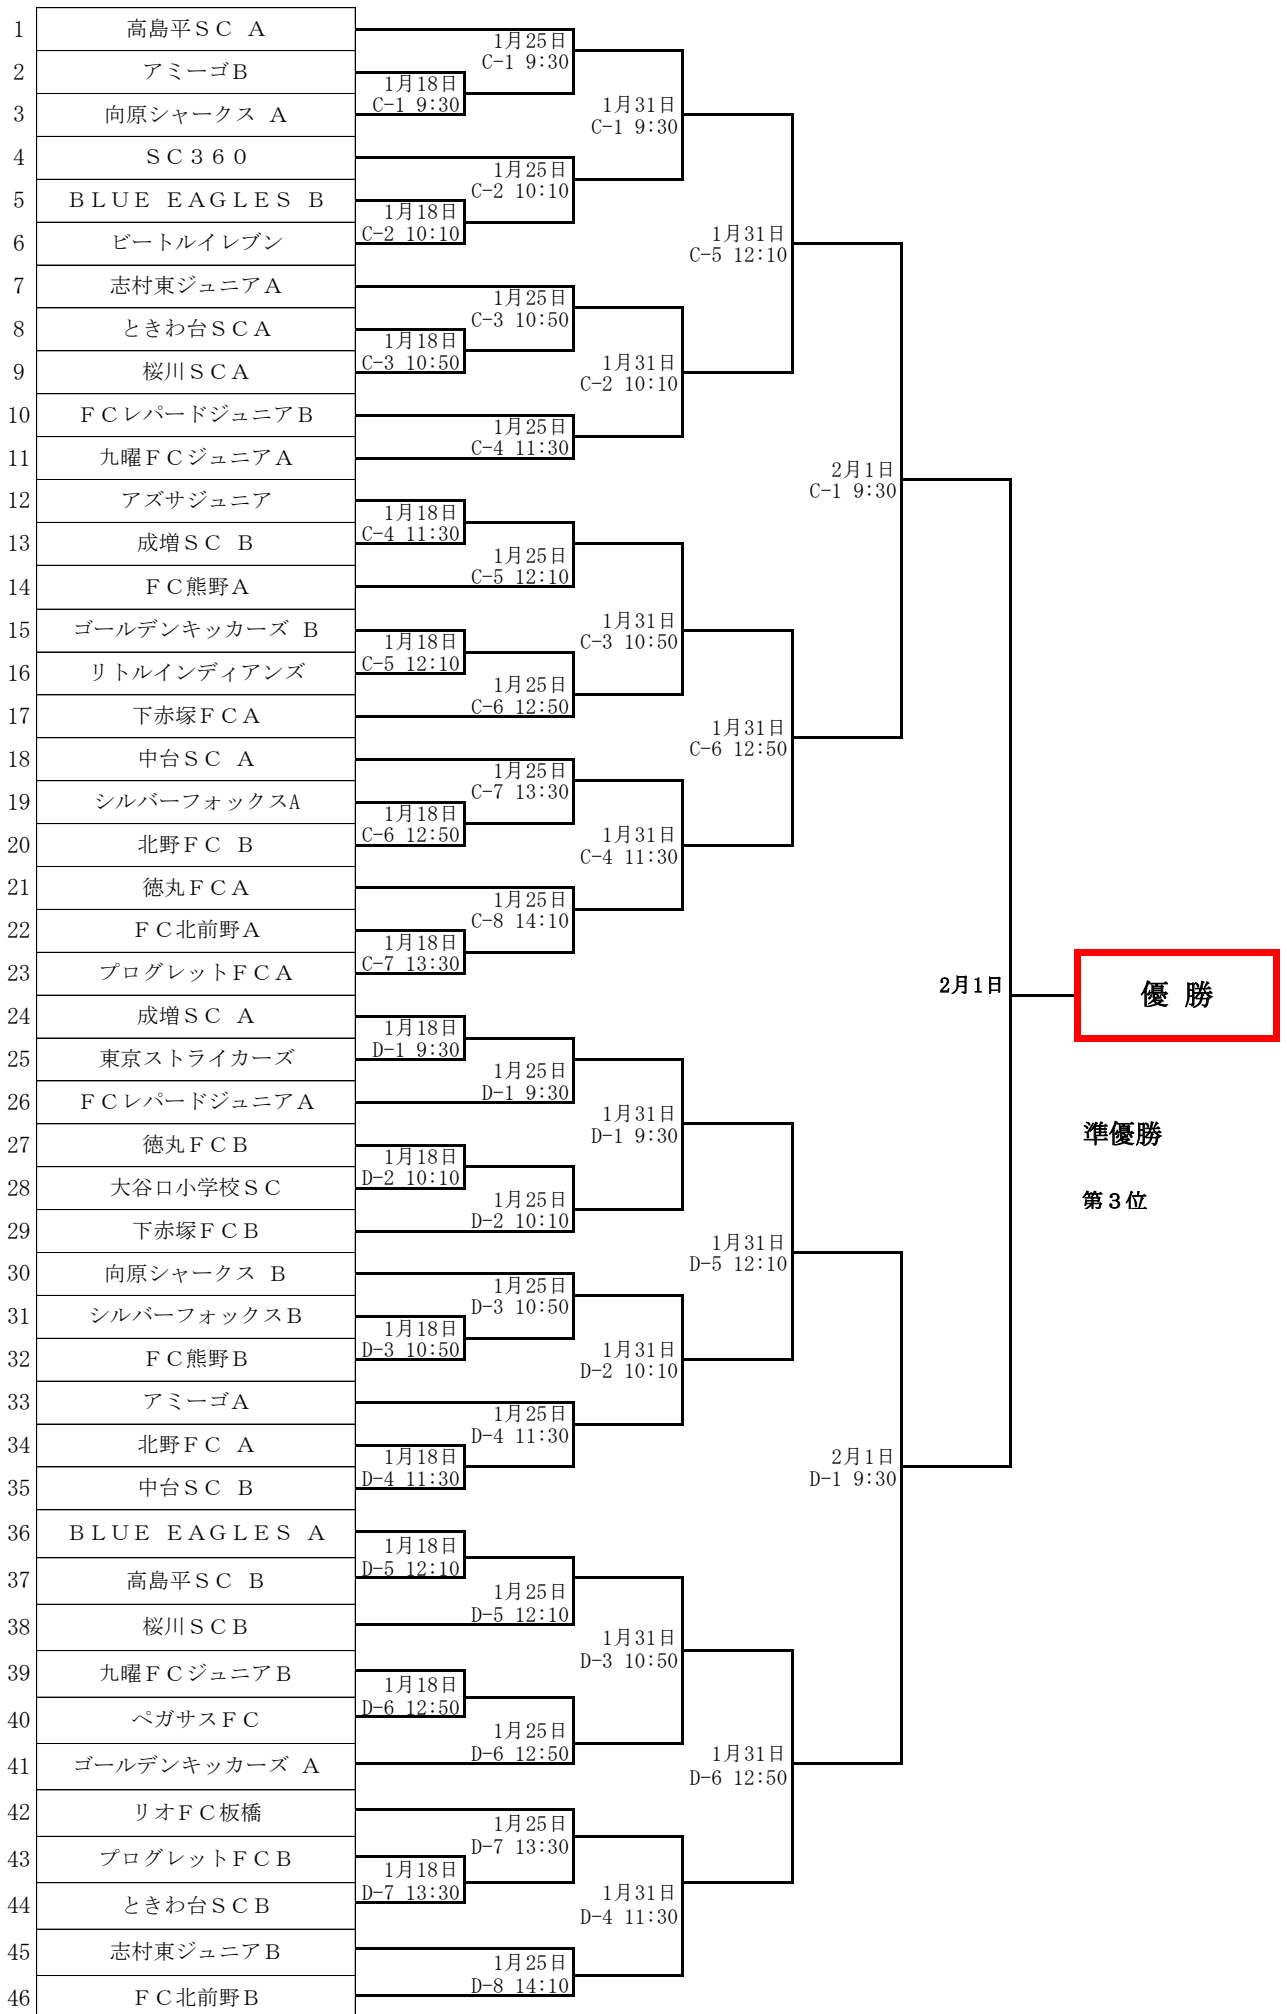 1 高島平ＳＣ Ａ
2 アミーゴＢ
3 向原シャークス Ａ
4 ＳＣ３６０
5 ＢＬＵＥ ＥＡＧＬＥＳ Ｂ
6 ビートルイレブン
7 志村東ジュニアＡ
8 ときわ台ＳＣＡ
9 桜川ＳＣＡ
10 ＦＣレパードジュニアＢ
11 九曜ＦＣジュニアＡ
12 アズサジュニア
13 成増ＳＣ Ｂ
14 ＦＣ熊野Ａ
15 ゴールデンキッカーズ Ｂ
16 リトルインディアンズ
17 下赤塚ＦＣＡ
18 中台ＳＣ Ａ
19 シルバーフォックスA
20 北野ＦＣ Ｂ
21 徳丸ＦＣＡ
22 ＦＣ北前野Ａ
23 プログレットＦＣＡ
24 成増ＳＣ Ａ
25 東京ストライカーズ
26 ＦＣレパードジュニアＡ
27 徳丸ＦＣＢ
28 大谷口小学校ＳＣ
29 下赤塚ＦＣＢ
30 向原シャークス Ｂ
31 シルバーフォックスＢ
32 ＦＣ熊野Ｂ
33 アミーゴＡ
34 北野ＦＣ Ａ
35 中台ＳＣ Ｂ
36 ＢＬＵＥ ＥＡＧＬＥＳ Ａ
37 高島平ＳＣ Ｂ
38 桜川ＳＣＢ
39 九曜ＦＣジュニアＢ
40 ペガサスＦＣ
41 ゴールデンキッカーズ Ａ
42 リオＦＣ板橋
43 プログレットＦＣＢ
44 ときわ台ＳＣＢ
45 志村東ジュニアＢ
46 ＦＣ北前野Ｂ
1月18日
C-1 9:30
1月18日
C-2 10:10
1月18日
C-3 10:50
1月18日
C-4 11:30
1月18日
C-5 12:10
1月18日
C-6 12:50
1月18日
C-7 13:30
1月18日
D-1 9:30
1月18日
D-2 10:10
1月18日
D-3 10:50
1月18日
D-4 11:30
1月18日
D-5 12:10
1月18日
D-6 12:50
1月18日
D-7 13:30
1月25日
C-1 9:30
1月25日
C-2 10:10
1月25日
C-3 10:50
1月25日
C-4 11:30
1月25日
C-5 12:10
1月25日
C-6 12:50
1月25日
C-7 13:30
1月25日
C-8 14:10
1月25日
D-1 9:30
1月25日
D-2 10:10
1月25日
D-3 10:50
1月25日
D-4 11:30
1月25日
D-5 12:10
1月25日
D-6 12:50
1月25日
D-7 13:30
1月25日
D-8 14:10
1月31日
C-1 9:30
1月31日
C-2 10:10
1月31日
C-3 10:50
1月31日
C-4 11:30
1月31日
D-1 9:30
1月31日
D-2 10:10
1月31日
D-3 10:50
1月31日
D-4 11:30
1月31日
C-5 12:10
1月31日
C-6 12:50
1月31日
D-5 12:10
1月31日
D-6 12:50
2月1日
C-1 9:30
2月1日
D-1 9:30
2月1日
優 勝
準優勝
第３位